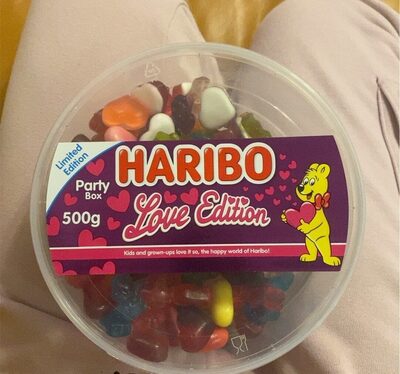 Limited
Edition
Party
Box
500g
HARIBO
Love Edition
Kids and grown-ups love it so, the happy world of Haribo!